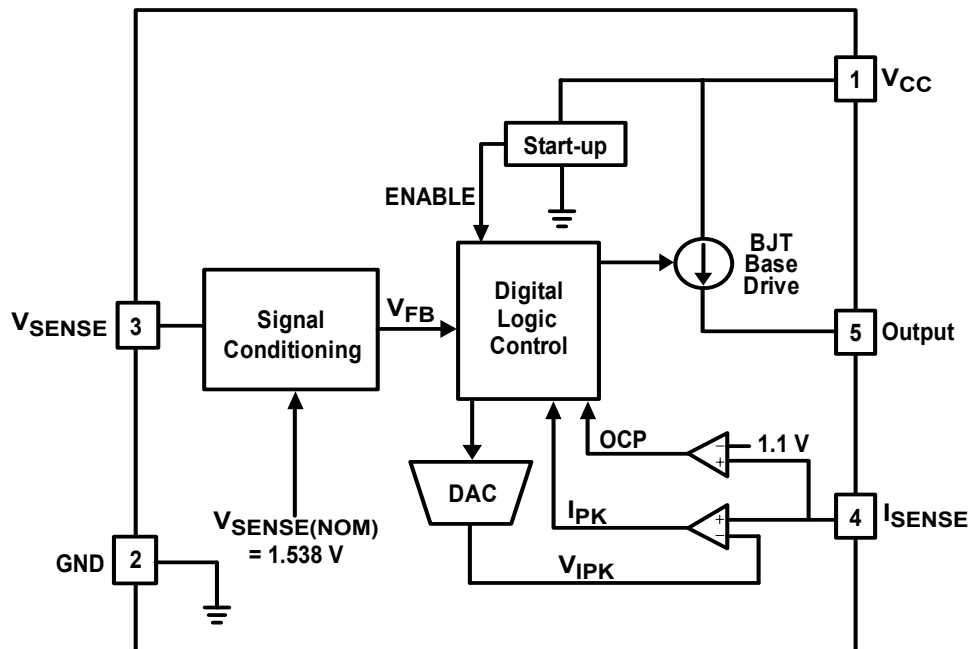 1
VCC
Start-up
ENABLE
BJT
Base
Drive
VSENSE
3
Signal
Conditioning
VFB
Digital
Logic
Control
5
Output
OCP
−
+
1.1 V
DAC
IPK
+
−
4
ISENSE
VSENSE(NOM)
= 1.538 V
GND
2
VIPK